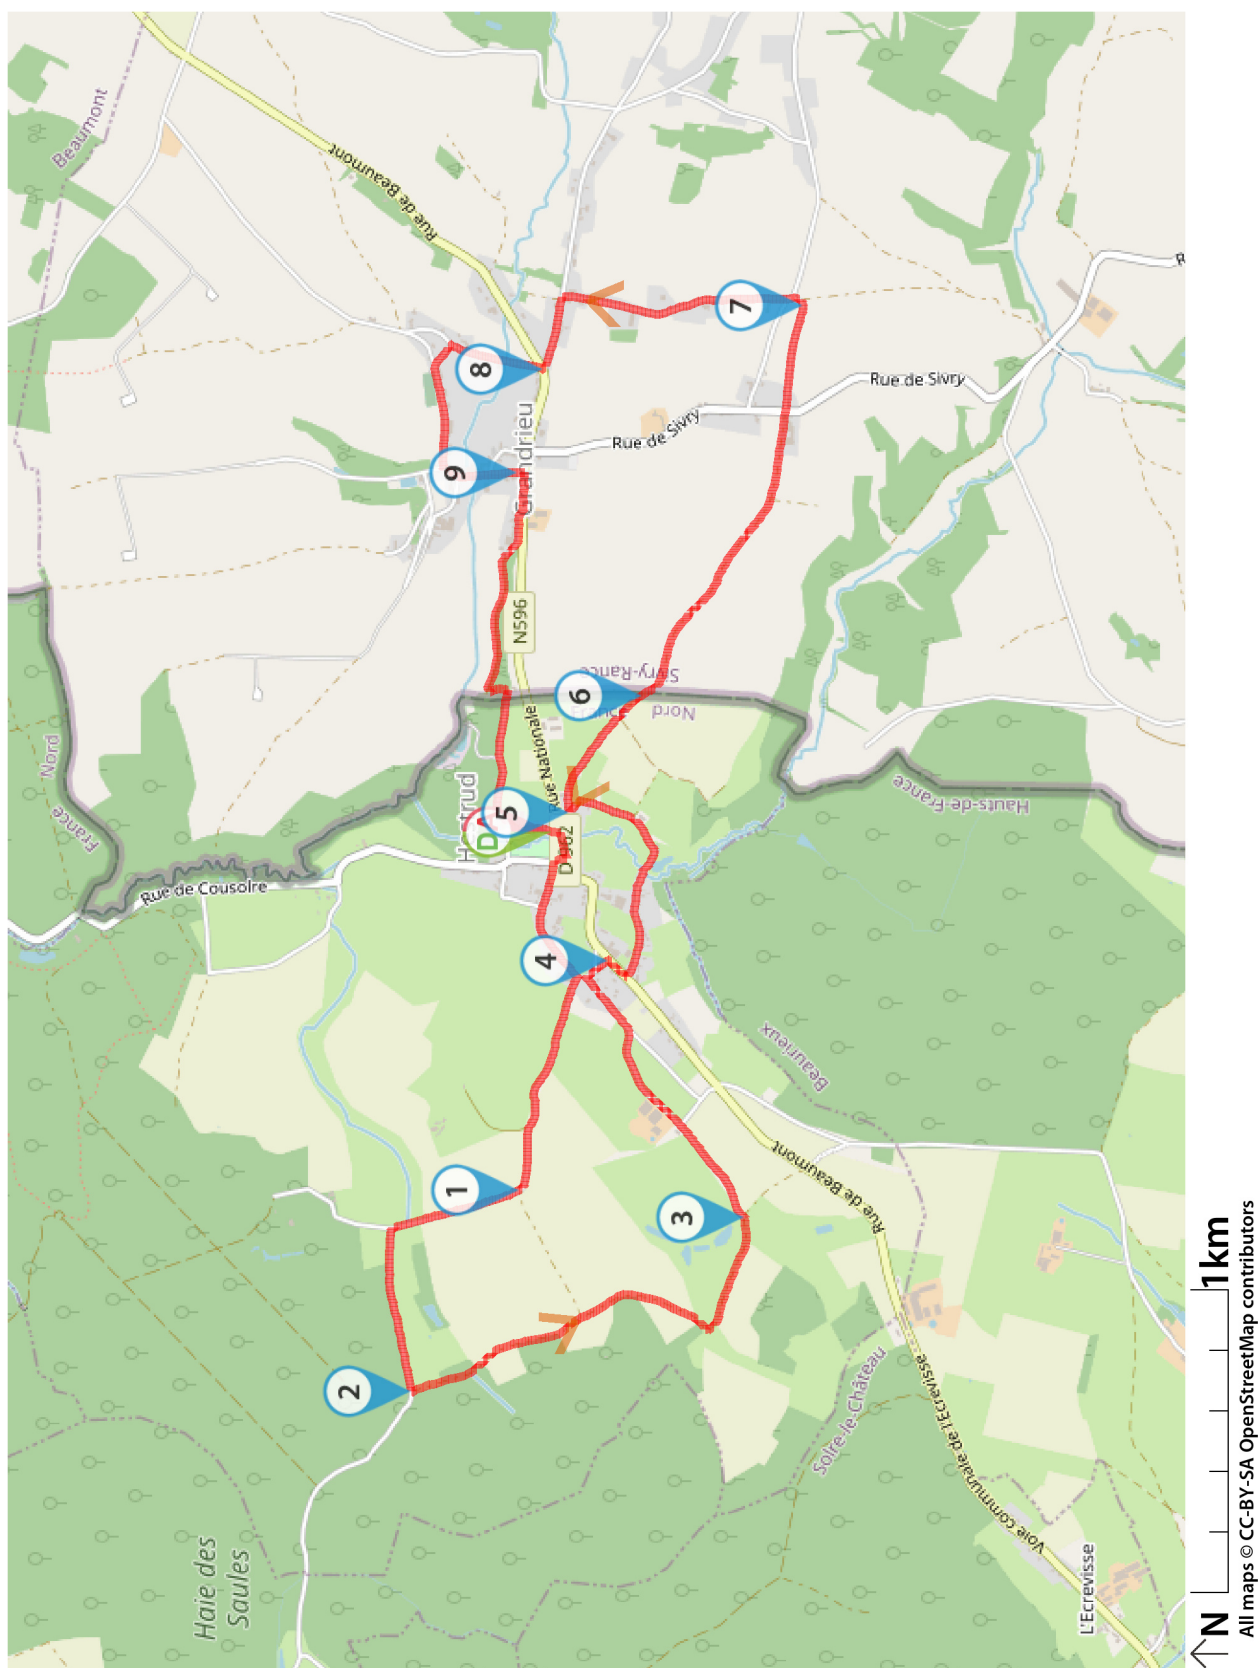 Beaumont
Rue de Beaumont
8
7
Rue de Sivry
Rue de Sivry
9
Grandrieu
N596
Sivry-Rance
6
Nord
Nord
France
Rue Nationale
Hestrud
5
D
D 962
Hauts-de-France
Rue de Cousolre
4
Beaurieux
1
3
Rue de Beaumont
2
Solre-le-Château
Voie communale de l'Ecrevisse
Haie des
Saules
L'Ecrevisse
N
1km
All maps © CC-BY-SA OpenStreetMap contributors